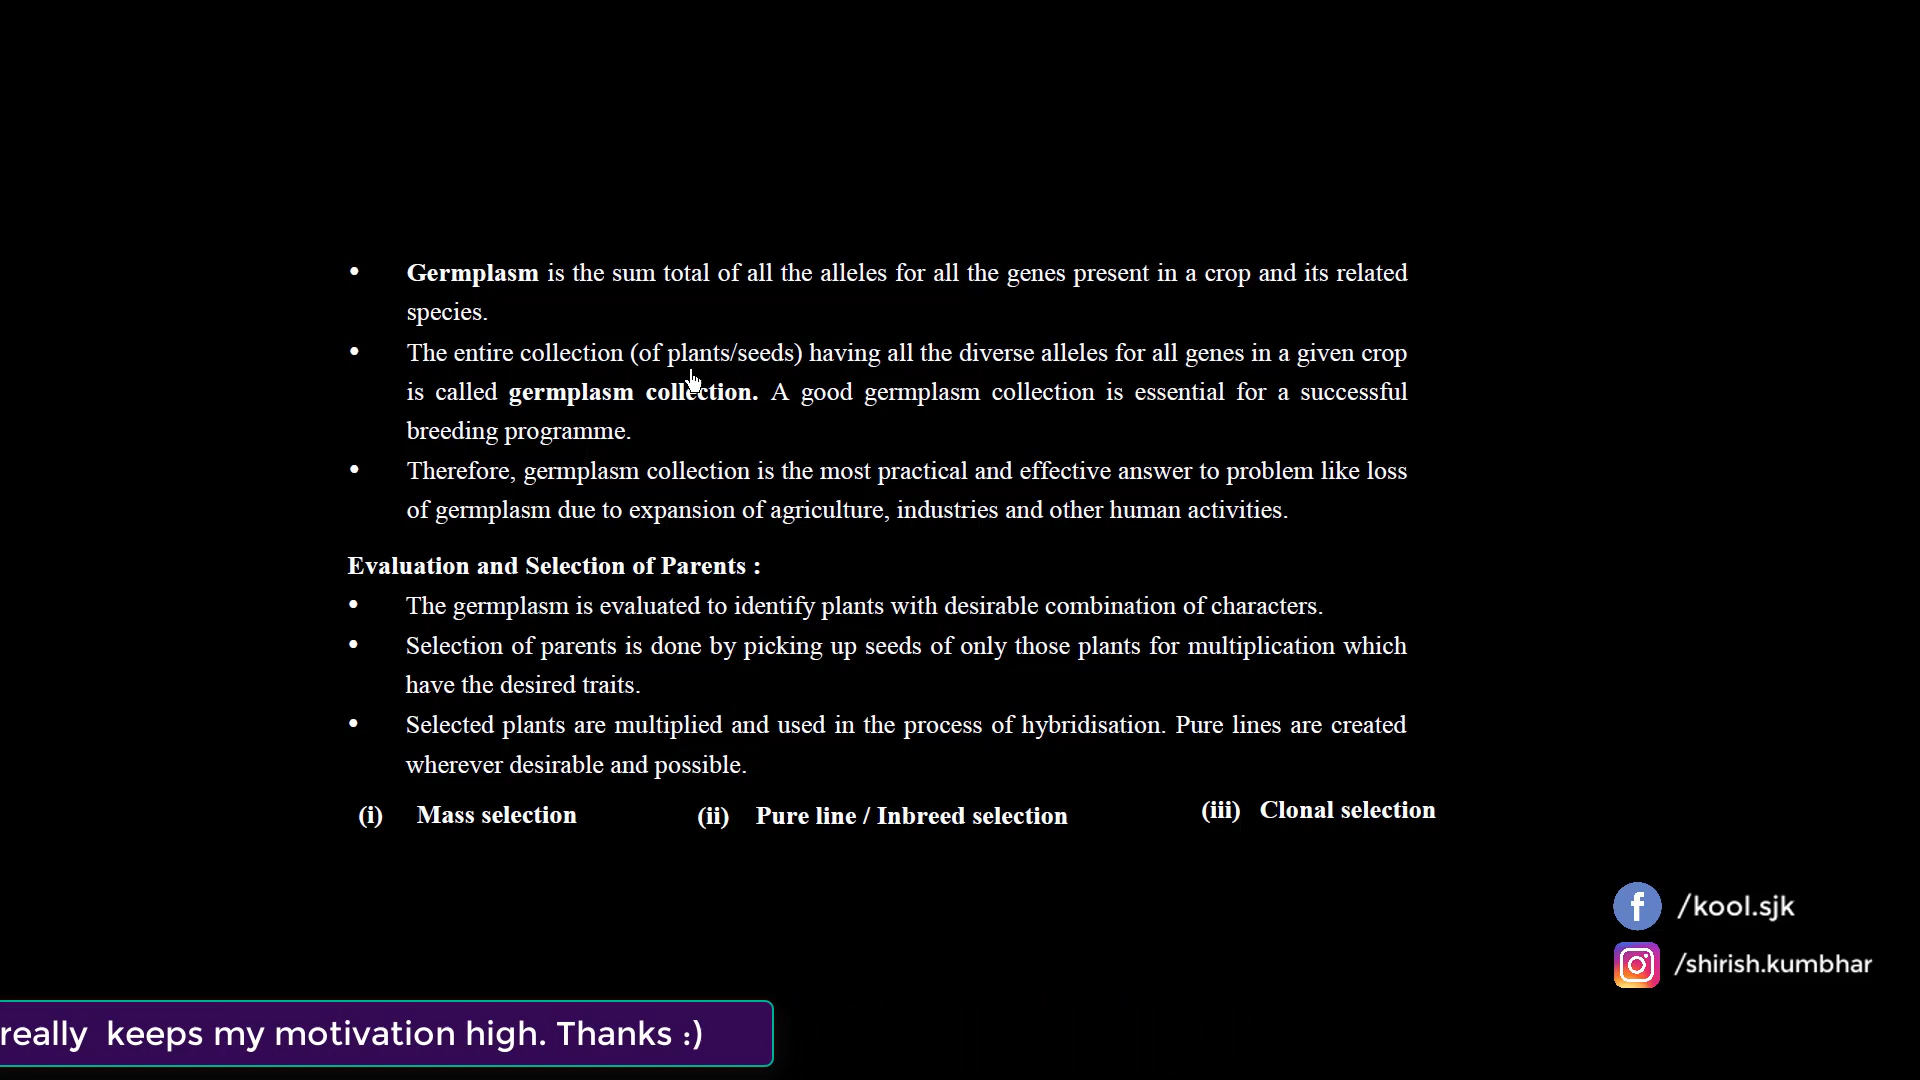 • Germplasm is the sum total of all the alleles for all the genes present in a crop and its related
species.
• The entire collection (of plants/seeds) having all the diverse alleles for all genes in a given crop
is called germplasm collection. A good germplasm collection is essential for a successful
breeding programme.
• Therefore, germplasm collection is the most practical and effective answer to problem like loss
of germplasm due to expansion of agriculture, industries and other human activities.
Evaluation and Selection of Parents :
• The germplasm is evaluated to identify plants with desirable combination of characters.
• Selection of parents is done by picking up seeds of only those plants for multiplication which
have the desired traits.
• Selected plants are multiplied and used in the process of hybridisation. Pure lines are created
wherever desirable and possible.
(i) Mass selection (ii) Pure line / Inbreed selection (iii) Clonal selection
/kool.sjk
/shirish.kumbhar
really keeps my motivation high. Thanks :)